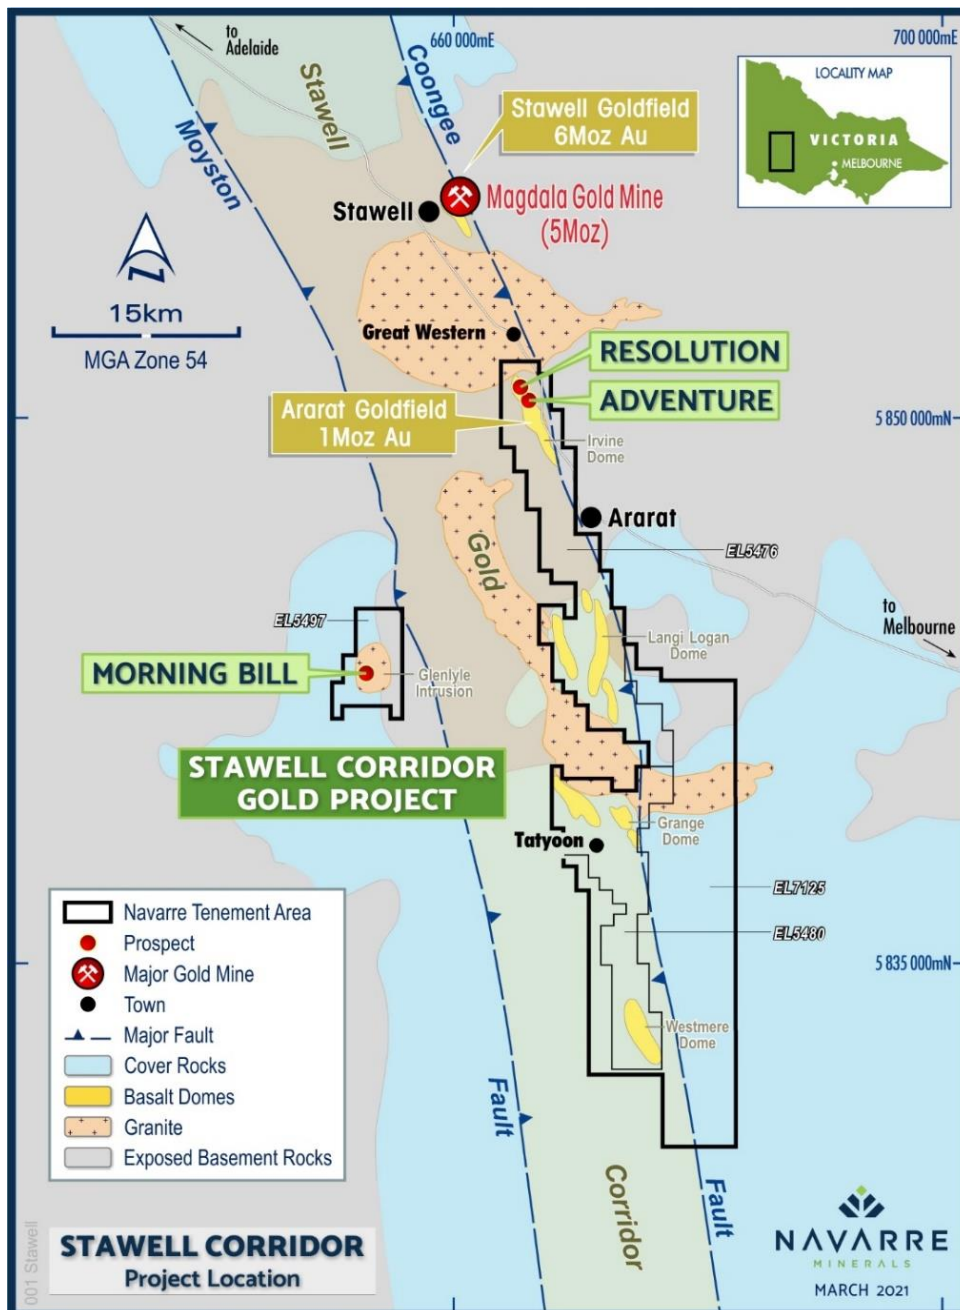 to
Adelaide
660 000mE
700 000mE
LOCALITY MAP
VICTORIA
MELBOURNE
Stawell
Coongee
Moyston
Stawell Goldfield
6Moz Au
Stawell
Magdala Gold Mine
(5Moz)
N
15km
MGA Zone 54
Great Western
RESOLUTION
ADVENTURE
Ararat Goldfield
1Moz Au
Irvine
Dome
5 850 000mN
Ararat
Gold
EL5476
EL5497
Langi Logan
Dome
to
Melbourne
MORNING BILL
Glenlyle
Intrusion
STAWELL CORRIDOR
GOLD PROJECT
Grange
Dome
Tatyoon
EL7125
EL5480
5 835 000mN
Westmere
Dome
Navarre Tenement Area
Prospect
Major Gold Mine
Town
Major Fault
Cover Rocks
Basalt Domes
Granite
Exposed Basement Rocks
Fault
Corridor
Fault
001 Stawell
STAWELL CORRIDOR
Project Location
NAVARRE
MINERALS
MARCH 2021